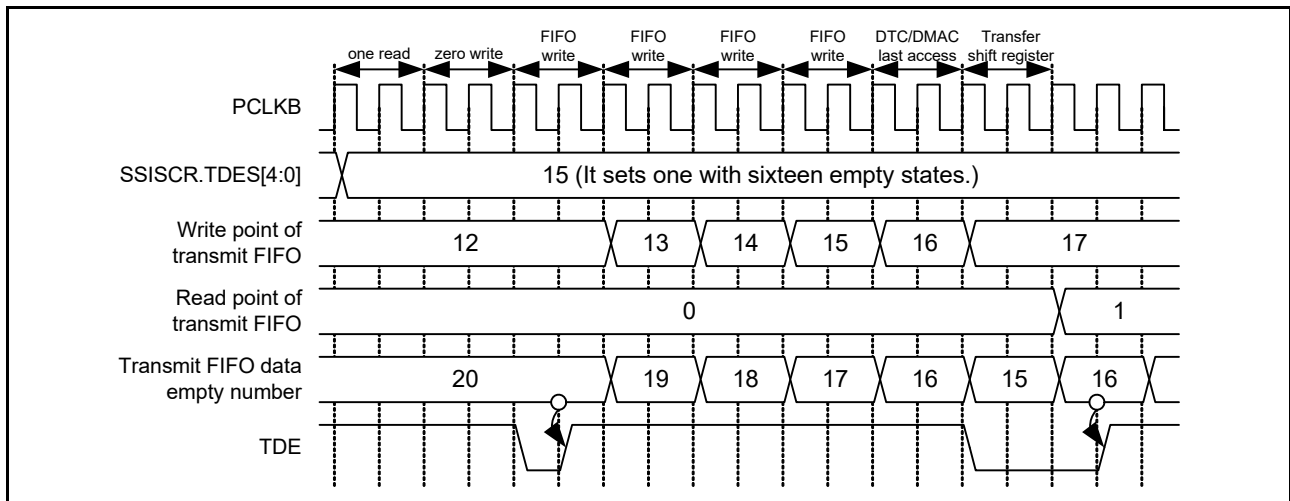 one read
zero write
FIFO
write
FIFO
write
FIFO
write
FIFO
write
DTC/DMAC
last access
Transfer
shift register
PCLKB
SSISCR.TDES[4:0]
15 (It sets one with sixteen empty states.)
Write point of
transmit FIFO
12 13 14 15 16 17
Read point of
transmit FIFO
0 1
Transmit FIFO data
empty number
20 19 18 17 16 15 16
TDE